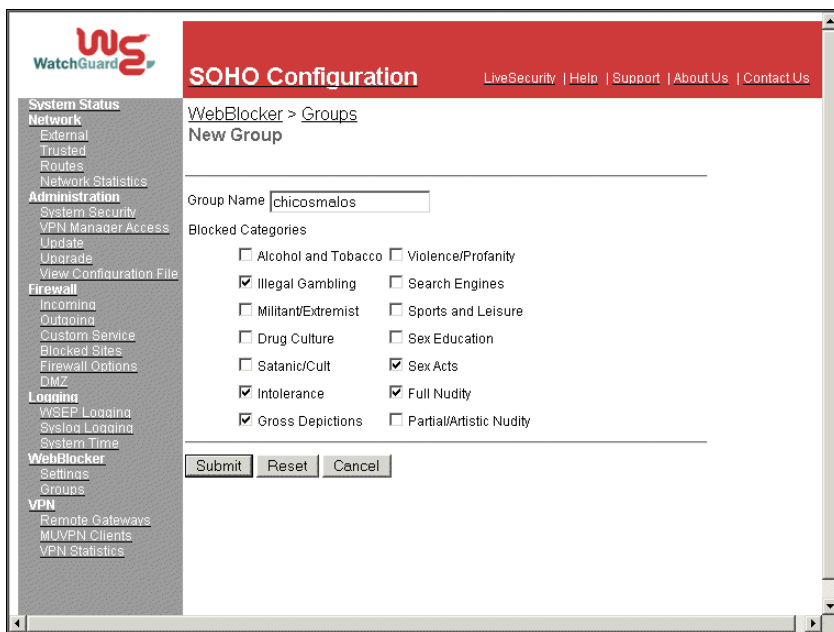 WatchGuard
SOHO Configuration
LiveSecurity | Help | Support | About Us | Contact Us
System Status
Network
External
Trusted
Routes
Network Statistics
Administration
System Security
VPN Manager Access
Update
Upgrade
View Configuration File
Firewall
Incoming
Outgoing
Custom Service
Blocked Sites
Firewall Options
DMZ
Logging
WSEP Logging
Syslog Logging
System Time
WebBlocker
Settings
Groups
VPN
Remote Gateways
MUVPN Clients
VPN Statistics
WebBlocker > Groups
New Group
Group Name chicosmalos
Blocked Categories
Alcohol and Tobacco Violence/Profanity
Illegal Gambling Search Engines
Militant/Extremist Sports and Leisure
Drug Culture Sex Education
Satanic/Cult Sex Acts
Intolerance Full Nudity
Gross Depictions Partial/Artistic Nudity
Submit Reset Cancel